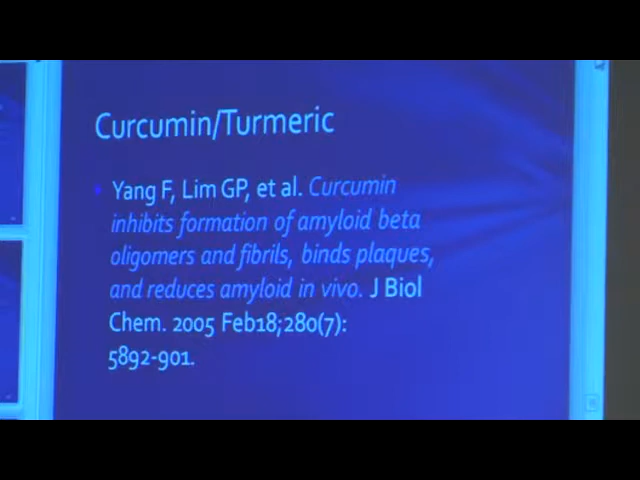 Curcumin/Turmeric
Yang F, Lim GP, et al. Curcumin
inhibits formation of amyloid beta
oligomers and fibrils, binds plaques,
and reduces amyloid in vivo. J Biol
Chem. 2005 Feb18;280(7):
5892-901.